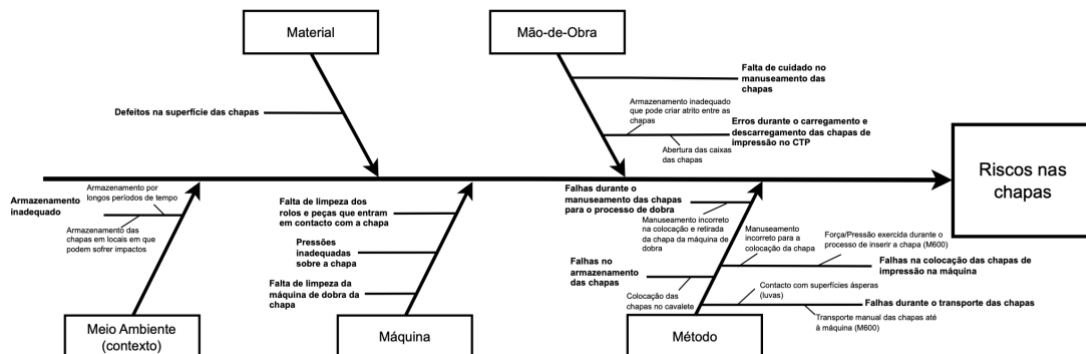 Material
Mão-de-Obra
Falta de cuidado no
manuseamento das
chapas
Defeitos na superfície das chapas
Armazenamento inadequado
que pode criar atrito entre as
chapas
Erros durante o carregamento e
descarregamento das chapas de
impressão no CTP
Abertura das caixas
das chapas
Riscos nas
chapas
Armazenamento por
longos períodos de tempo
Armazenamento
inadequado
Armazenamento das
chapas em locais em que
podem sofrer impactos
Falta de limpeza dos
rolos e peças que entram
em contacto com a chapa
Pressões
inadequadas
sobre a chapa
Falta de limpeza da
máquina de dobra da
chapa
Falhas durante o
manuseamento das chapas
para o processo de dobra
Manuseamento incorreto
na colocação e retirada
da chapa da máquina de
dobra
Manuseamento
incorreto para a
colocação da chapa
Força/Pressão exercida durante o
processo de inserir a chapa (M600)
Falhas na colocação das chapas de
impressão na máquina
Falhas no
armazenamento
das chapas
Colocação das
chapas no cavalete
Contacto com superfícies ásperas
(luvas)
Falhas durante o transporte das chapas
Transporte manual das chapas até
à máquina (M600)
Meio Ambiente
(contexto)
Máquina
Método